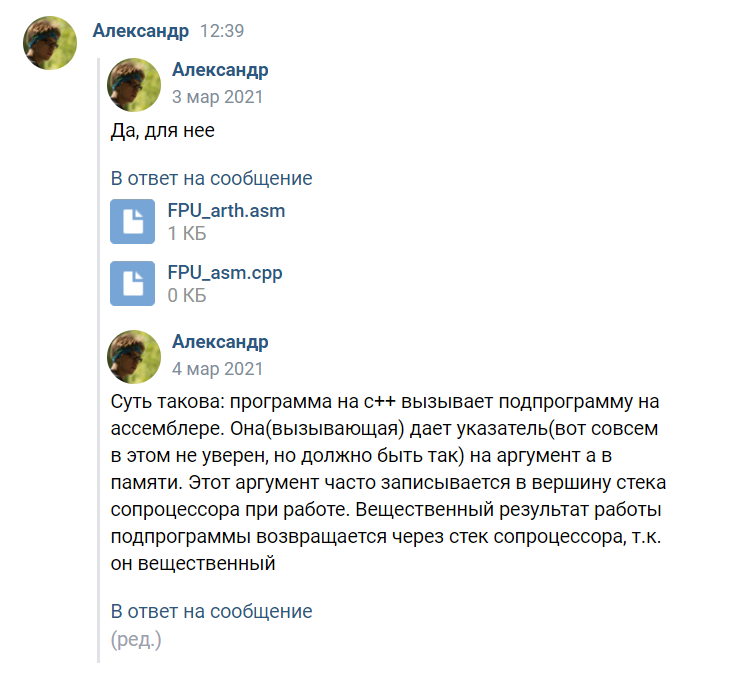 Александр 12:39
Александр
3 мар 2021
Да, для нее
В ответ на сообщение
FPU_arth.asm
1 КБ
FPU_asm.cpp
0 КБ
Александр
4 мар 2021
Суть такова: программа на с++ вызывает подпрограмму на
ассемблере. Она(вызывающая) дает указатель(вот совсем
в этом не уверен, но должно быть так) на аргумент а в
памяти. Этот аргумент часто записывается в вершину стека
сопроцессора при работе. Вещественный результат работы
подпрограммы возвращается через стек сопроцессора, т.к.
он вещественный
В ответ на сообщение
(ред.)